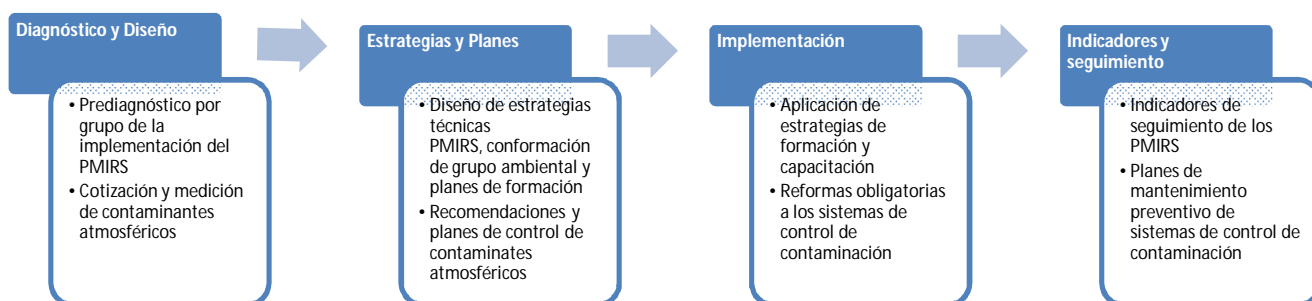 Diagnóstico y Diseño
• Prediagnóstico por
grupo de la
implementación del
PMIRS
• Cotización y medición
de contaminantes
atmosféricos
Estrategias y Planes
• Diseño de estrategias
técnicas
PMIRS, conformación
de grupo ambiental y
planes de formación
• Recomendaciones y
planes de control de
contaminates
atmosféricos
Implementación
• Aplicación de
estrategias de
formación y
capacitación
• Reformas obligatorias
a los sistemas de
control de
contaminación
Indicadores y
seguimiento
• Indicadores de
seguimiento de los
PMIRS
• Planes de
mantenimiento
preventivo de
sistemas de control de
contaminación